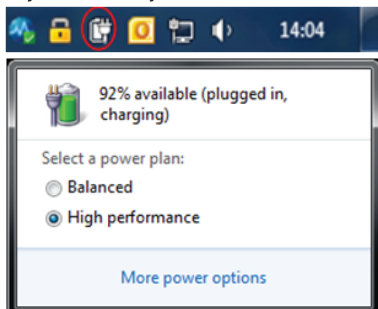 14:04
92% available (plugged in,
charging)
Select a power plan:
Balanced
High performance
More power options